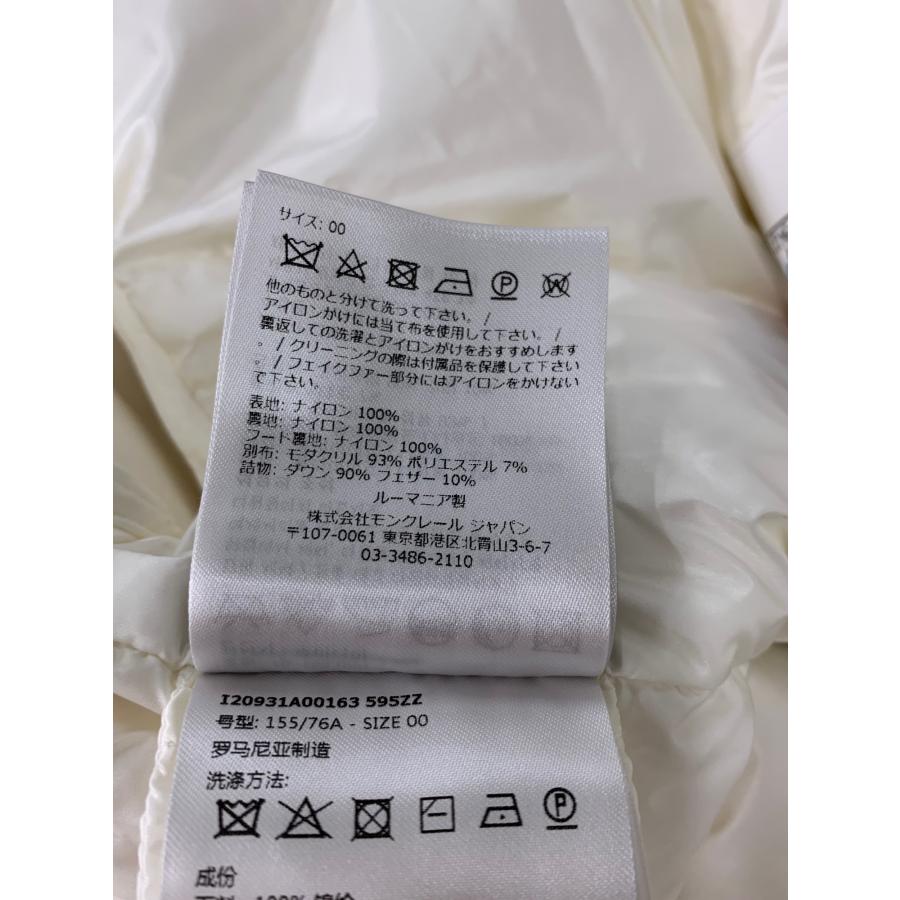 サイズ: 00
他のものと分けて洗って下さい。/
アイロンかけには当て布を使用して下さい。/
裏返しての洗濯とアイロンがけをおすすめします
。/ クリーニングの際は付属品を保護して下さい
。/ フェイクファー部分にはアイロンをかけない
で下さい。
表地: ナイロン 100%
裏地: ナイロン 100%
フード裏地: ナイロン 100%
別布: モダクリル 93% ポリエステル 7%
詰物: ダウン 90% フェザー 10%
ルーマニア製
株式会社モンクレール ジャパン
〒107-0061 東京都港区北青山3-6-7
03-3486-2110
I20931A00163 595ZZ
号型: 155/76A - SIZE 00
罗马尼亚制造
洗涤方法:
成份
面料: 100% 锦纶